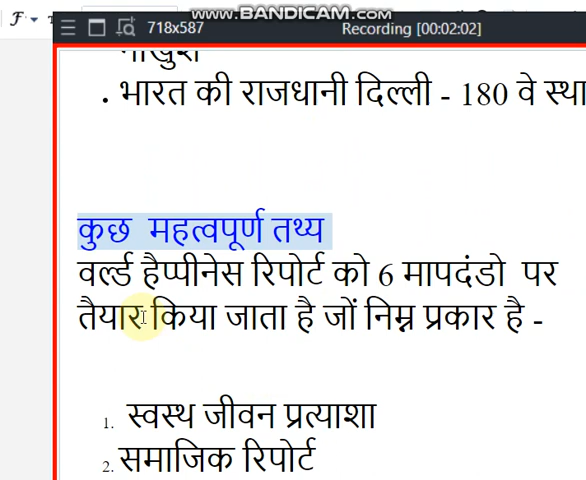 www.BANDICAM.com
718x587 Recording [00:02:02]
नाखुश
. भारत की राजधानी दिल्ली - 180 वे
कुछ महत्वपूर्ण तथ्य
वर्ल्ड हैप्पीनेस रिपोर्ट को 6 मापदंडो पर
तैयार किया जाता है जों निम्न प्रकार है -
1. स्वस्थ जीवन प्रत्याशा
2. समाजिक रिपोर्ट